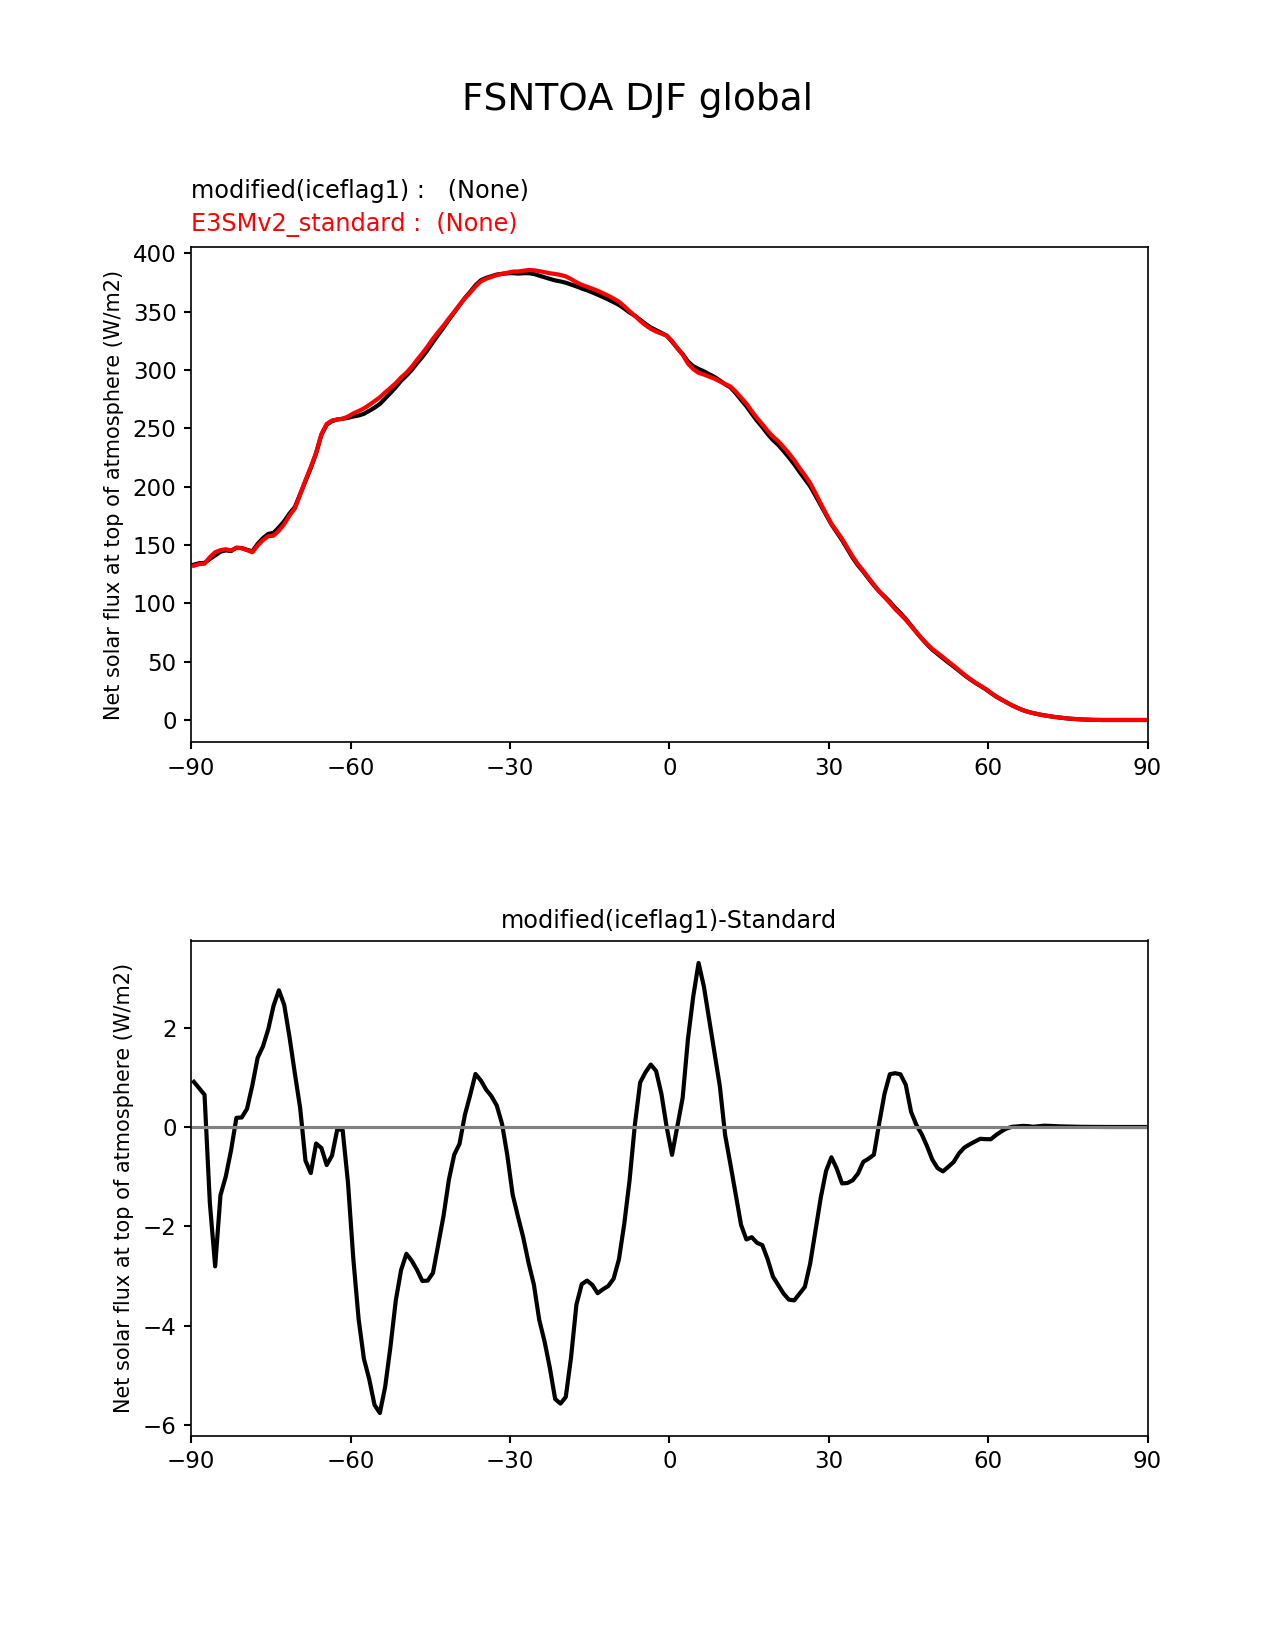 FSNTOA DJF global
modified(iceflag1) :   (None)
E3SMv2_standard :  (None)
Net solar flux at top of atmosphere (W/m2)
400
350
300
250
200
150
100
50
0
−90 −60 −30 0 30 60 90
modified(iceflag1)-Standard
Net solar flux at top of atmosphere (W/m2)
2
0
−2
−4
−6
−90 −60 −30 0 30 60 90